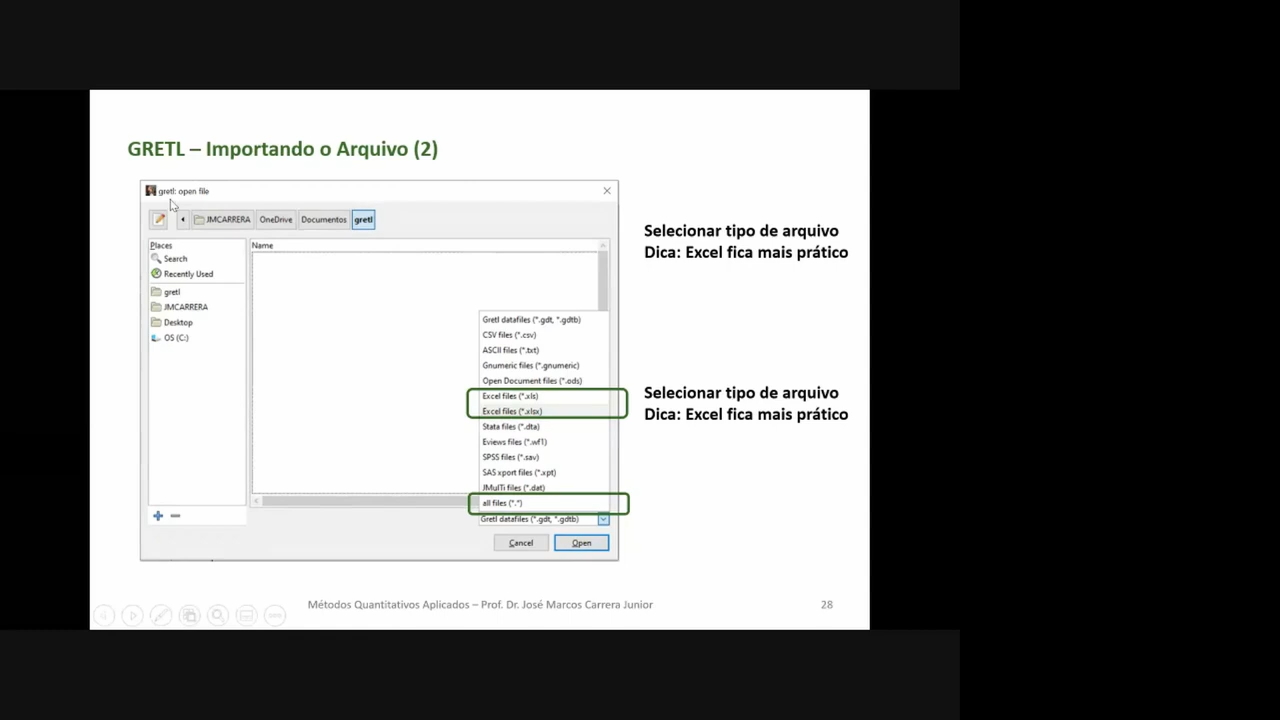 GRETL – Importando o Arquivo (2)
gretl: open file
JMCARRERA OneDrive Documentos gretl
Places
Search
Recently Used
gretl
JMCARRERA
Desktop
OS (C:)
Name
Gretl datafiles (*.gdt, *.gdtb)
CSV files (*.csv)
ASCII files (*.txt)
Gnumeric files (*.gnumeric)
Open Document files (*.ods)
Excel files (*.xls)
Excel files (*.xlsx)
Stata files (*.dta)
Eviews files (*.wf1)
SPSS files (*.sav)
SAS xport files (*.xpt)
JMulTi files (*.dat)
all files (*.*)
Gretl datafiles (*.gdt, *.gdtb)
Cancel Open
Selecionar tipo de arquivo
Dica: Excel fica mais prático
Selecionar tipo de arquivo
Dica: Excel fica mais prático
Métodos Quantitativos Aplicados – Prof. Dr. José Marcos Carrera Junior
28